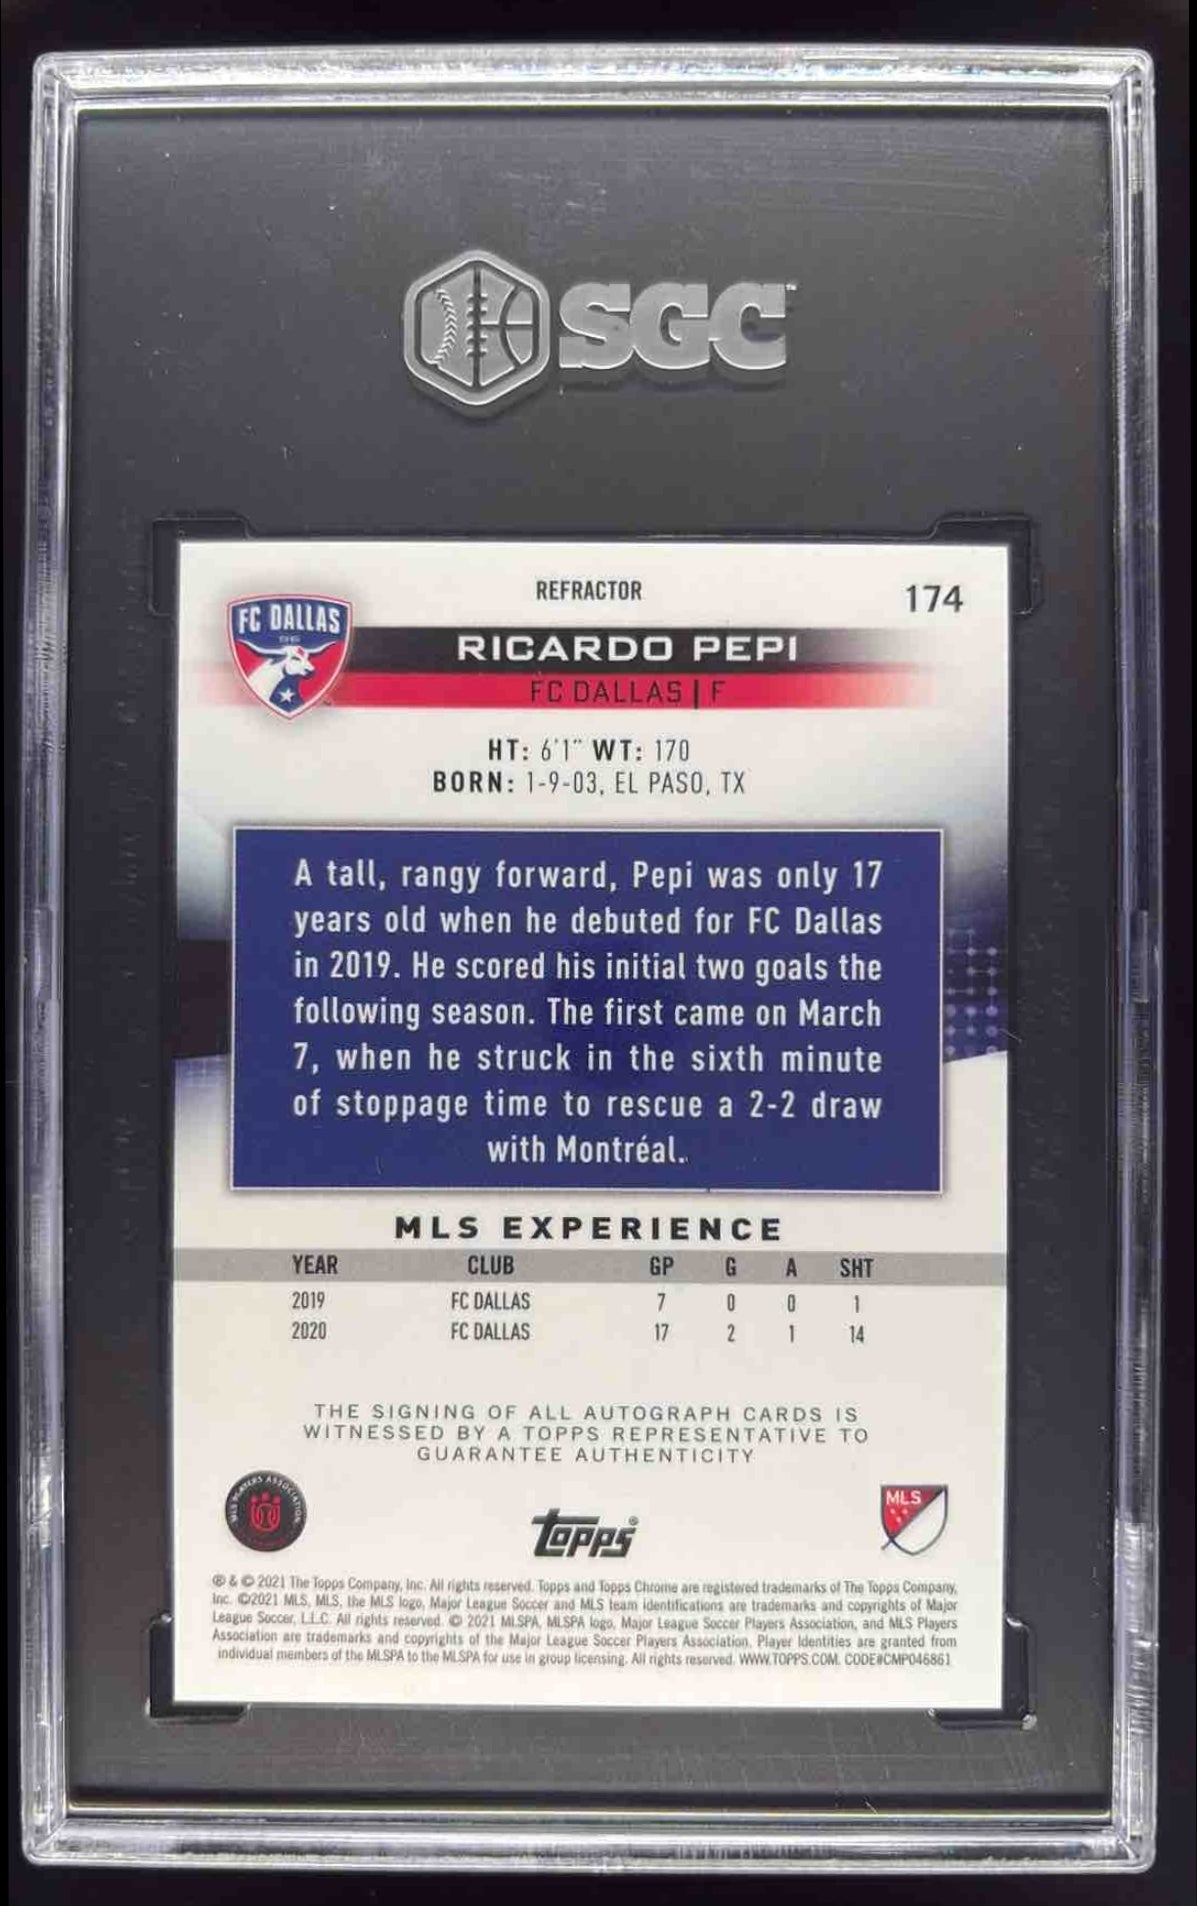 SGC
REFRACTOR
174
FC DALLAS
96
RICARDO PEPI
FC DALLAS | F
HT: 6'1" WT: 170
BORN: 1-9-03, EL PASO, TX
A tall, rangy forward, Pepi was only 17
years old when he debuted for FC Dallas
in 2019. He scored his initial two goals the
following season. The first came on March
7, when he struck in the sixth minute
of stoppage time to rescue a 2-2 draw
with Montréal.
MLS EXPERIENCE
YEAR CLUB GP G A SHT
2019 FC DALLAS 7 0 0 1
2020 FC DALLAS 17 2 1 14
THE SIGNING OF ALL AUTOGRAPH CARDS IS
WITNESSED BY A TOPPS REPRESENTATIVE TO
GUARANTEE AUTHENTICITY
MLS PLAYERS ASSOCIATION
Topps®
MLS
® & © 2021 The Topps Company, Inc. All rights reserved. Topps and Topps Chrome are registered trademarks of The Topps Company,
Inc. ©2021 MLS, MLS, the MLS logo, Major League Soccer and MLS team identifications are trademarks and copyrights of Major
League Soccer, L.L.C. All rights reserved. © 2021 MLSPA, MLSPA logo, Major League Soccer Players Association, and MLS Players
Association are trademarks and copyrights of the Major League Soccer Players Association. Player Identities are granted from
individual members of the MLSPA to the MLSPA for use in group licensing. All rights reserved. WWW.TOPPS.COM. CODE#CMP046861